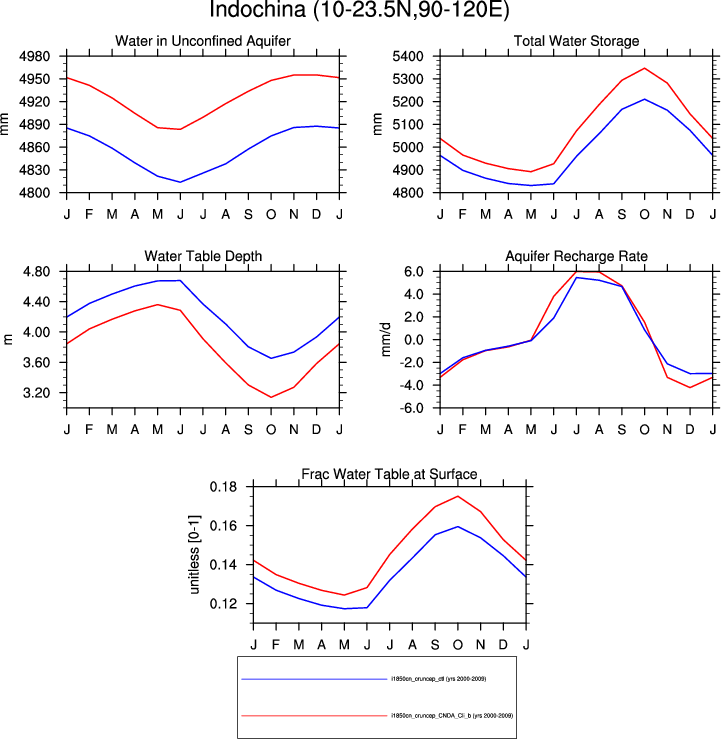 Indochina (10-23.5N,90-120E)
Water in Unconfined Aquifer
4980
4950
4920
4890
4860
4830
4800
mm
J F M A M J J A S O N D J
Total Water Storage
5400
5300
5200
5100
5000
4900
4800
mm
J F M A M J J A S O N D J
Water Table Depth
4.80
4.40
4.00
3.60
3.20
m
J F M A M J J A S O N D J
Aquifer Recharge Rate
6.0
4.0
2.0
0.0
-2.0
-4.0
-6.0
mm/d
J F M A M J J A S O N D J
Frac Water Table at Surface
0.18
0.16
0.14
0.12
unitless [0-1]
J F M A M J J A S O N D J
i1850cn_cruncep_ctl (yrs 2000-2009)
i1850cn_cruncep_CNDA_Cli_b (yrs 2000-2009)